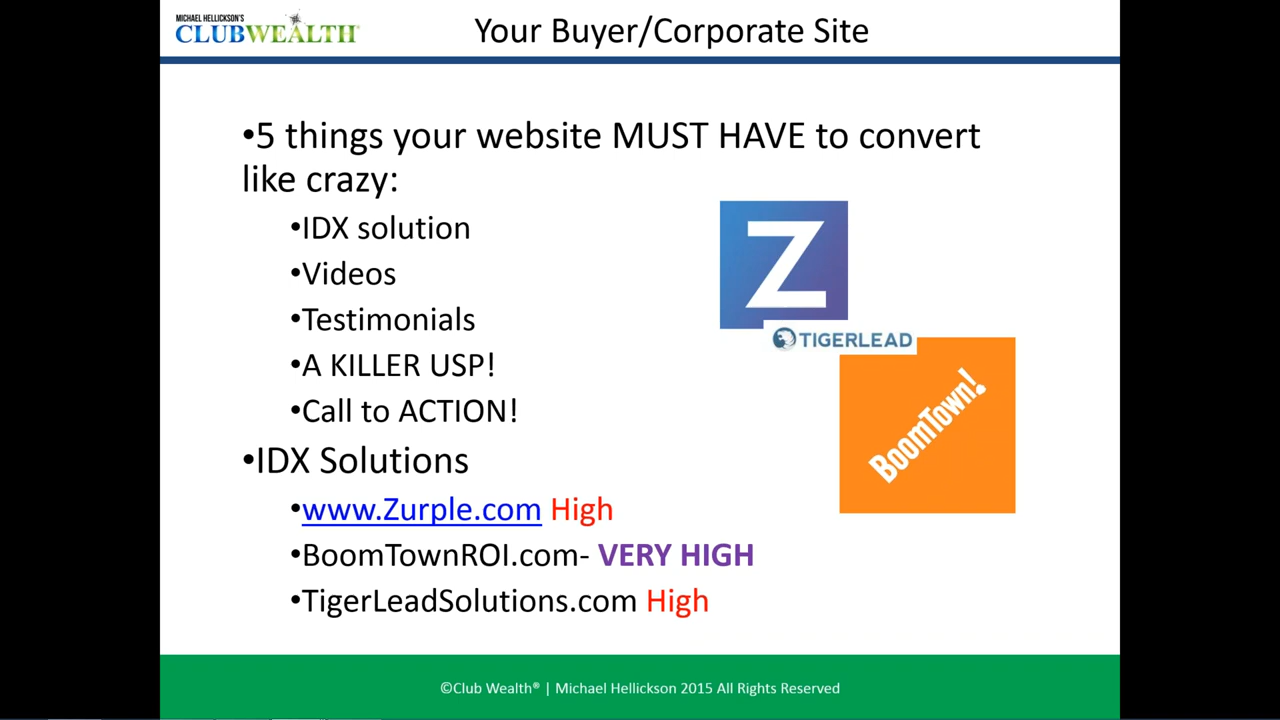 MICHAEL HELLICKSON'S
CLUBWEALTH®
Your Buyer/Corporate Site
•5 things your website MUST HAVE to convert
like crazy:
•IDX solution
•Videos
•Testimonials
•A KILLER USP!
•Call to ACTION!
Z
TIGERLEAD
BoomTown!
•IDX Solutions
•www.Zurple.com High
•BoomTownROI.com- VERY HIGH
•TigerLeadSolutions.com High
©Club Wealth® | Michael Hellickson 2015 All Rights Reserved